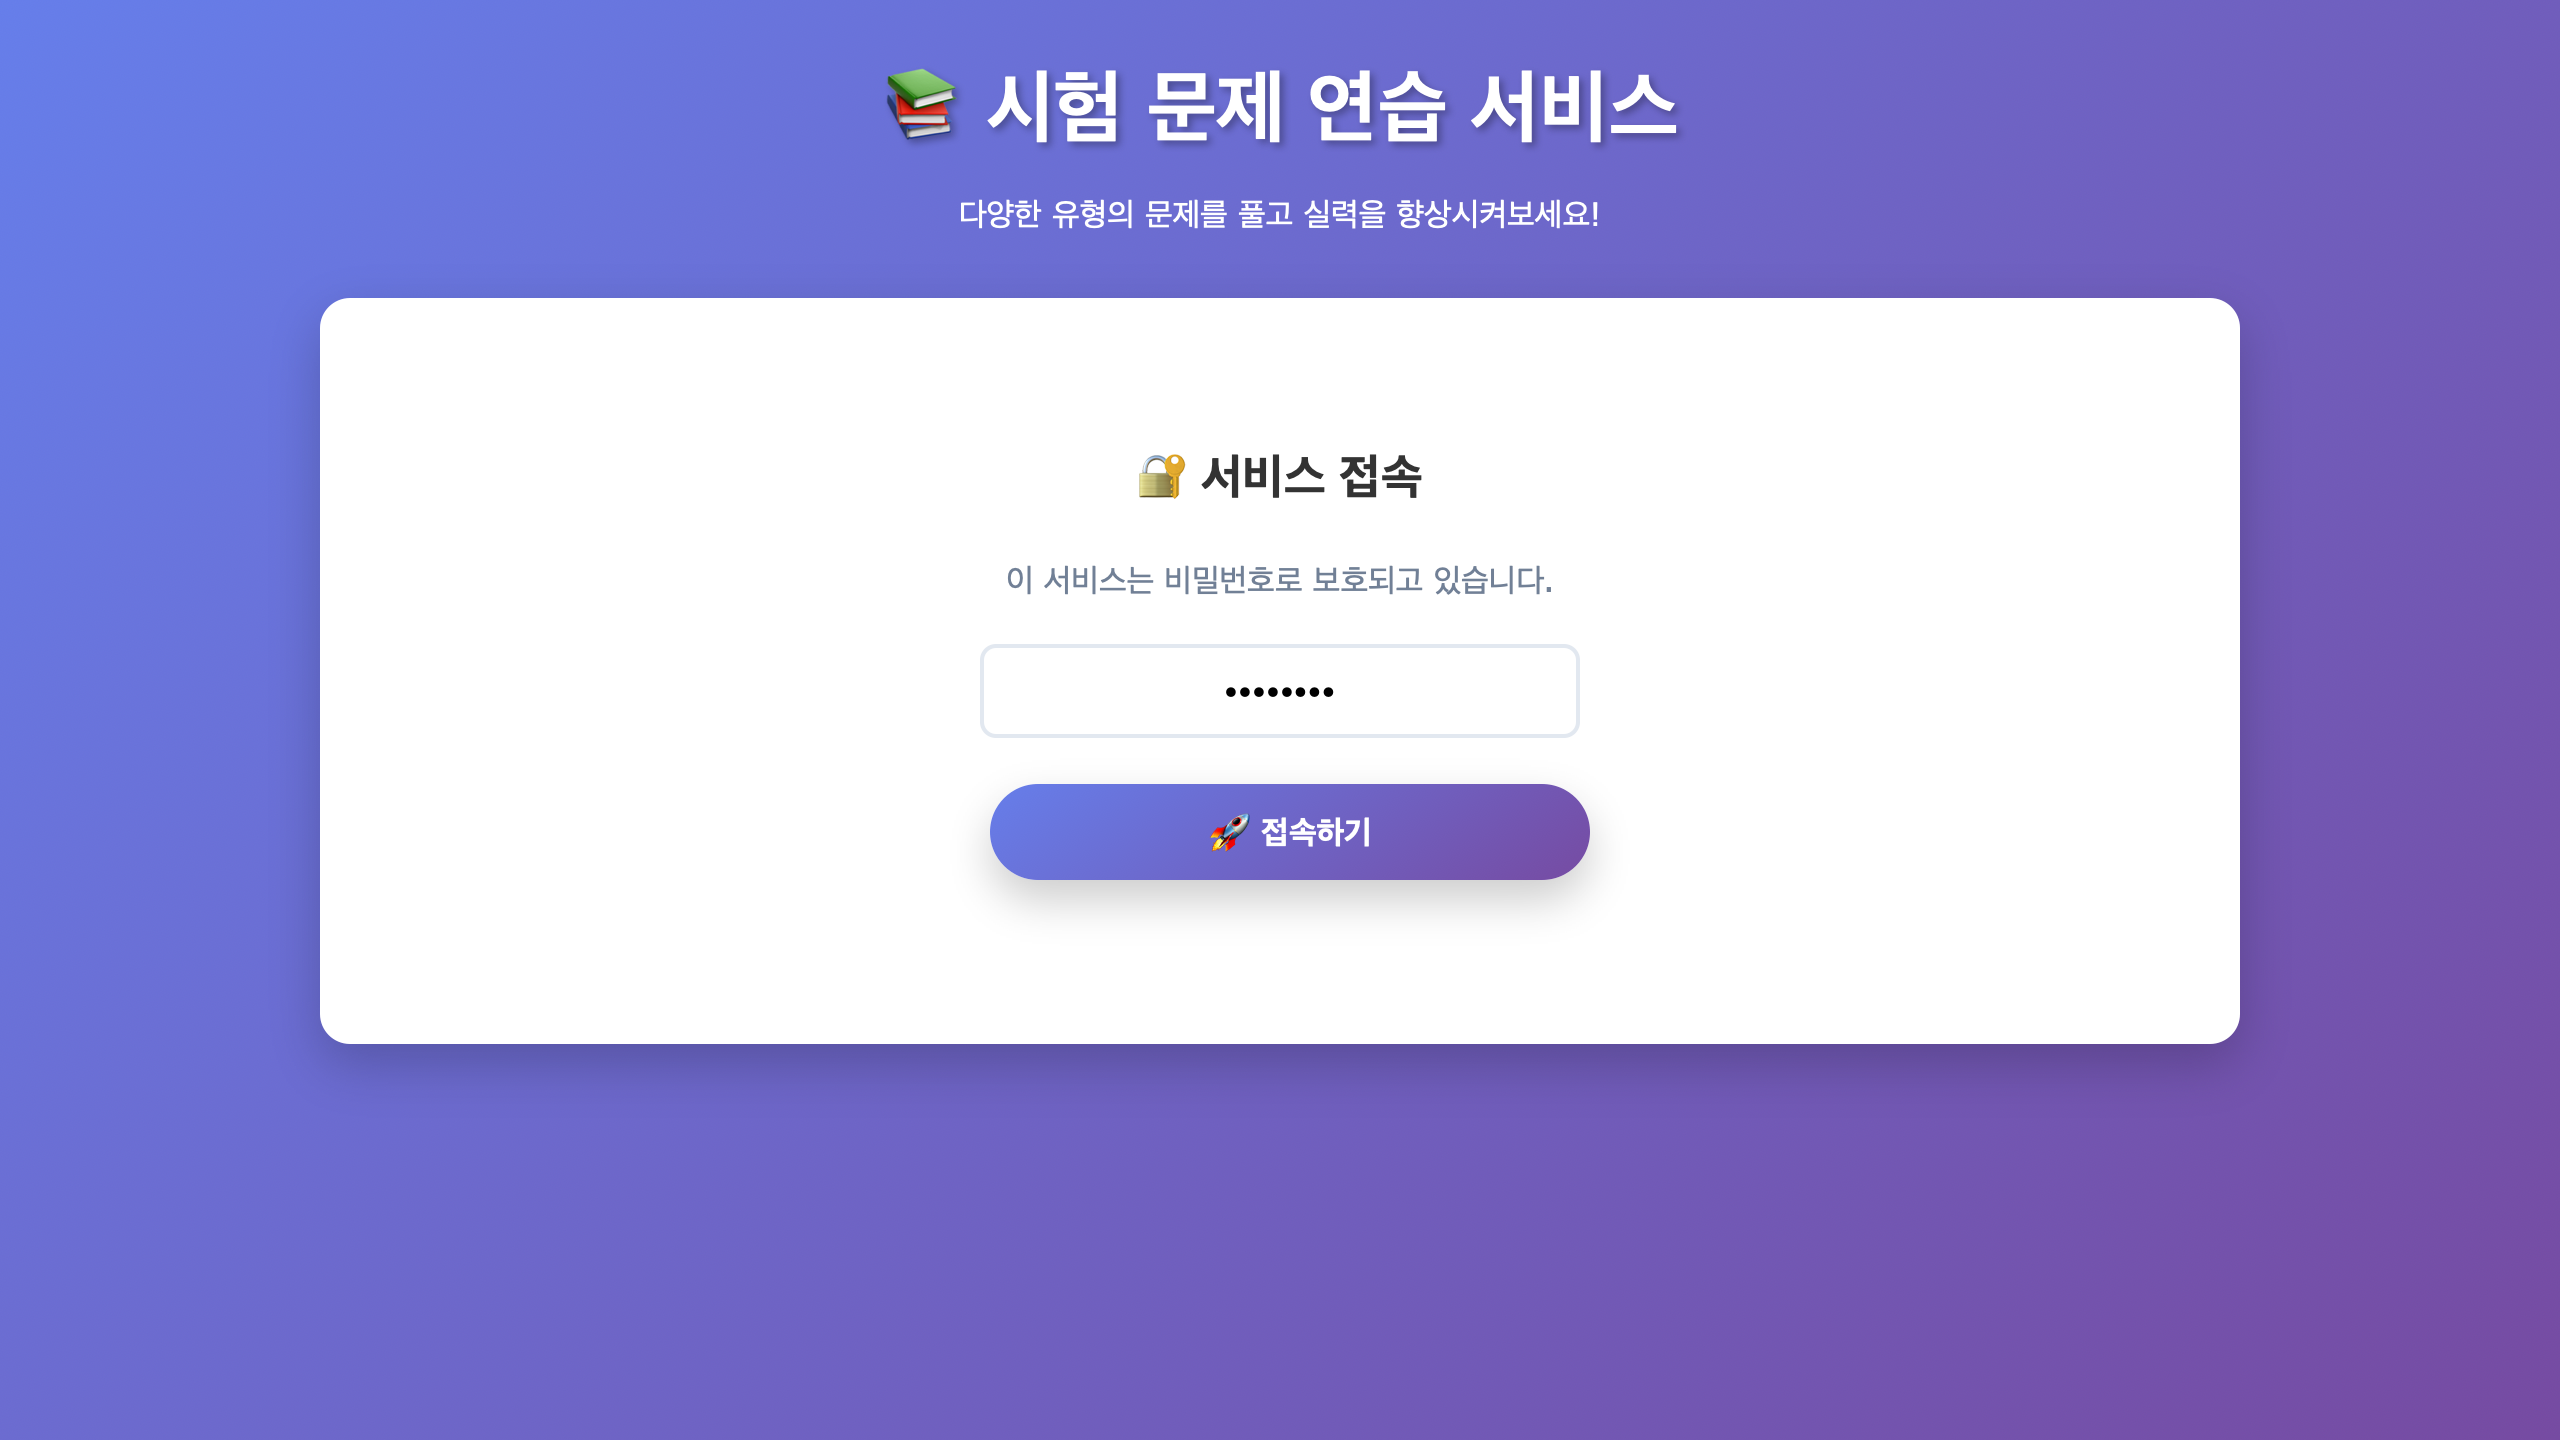 📚 시험 문제 연습 서비스
다양한 유형의 문제를 풀고 실력을 향상시켜보세요!
🔐 서비스 접속
이 서비스는 비밀번호로 보호되고 있습니다.
••••••••
🚀 접속하기